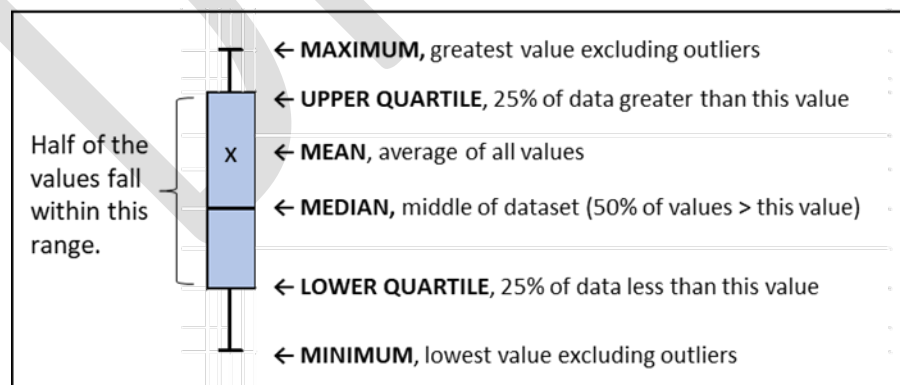 ← MAXIMUM, greatest value excluding outliers
← UPPER QUARTILE, 25% of data greater than this value
Half of the
values fall
within this
range.
X
← MEAN, average of all values
← MEDIAN, middle of dataset (50% of values > this value)
← LOWER QUARTILE, 25% of data less than this value
← MINIMUM, lowest value excluding outliers